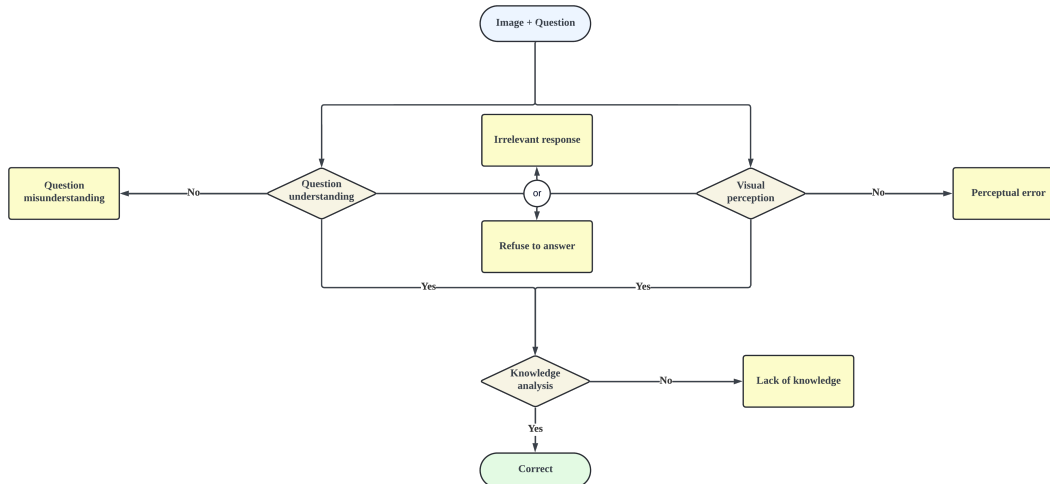 Image + Question
Irrelevant response
Question
misunderstanding
No
Question
understanding
or
Visual
perception
No
Perceptual error
Refuse to answer
Yes
Yes
Knowledge
analysis
No
Lack of knowledge
Yes
Correct